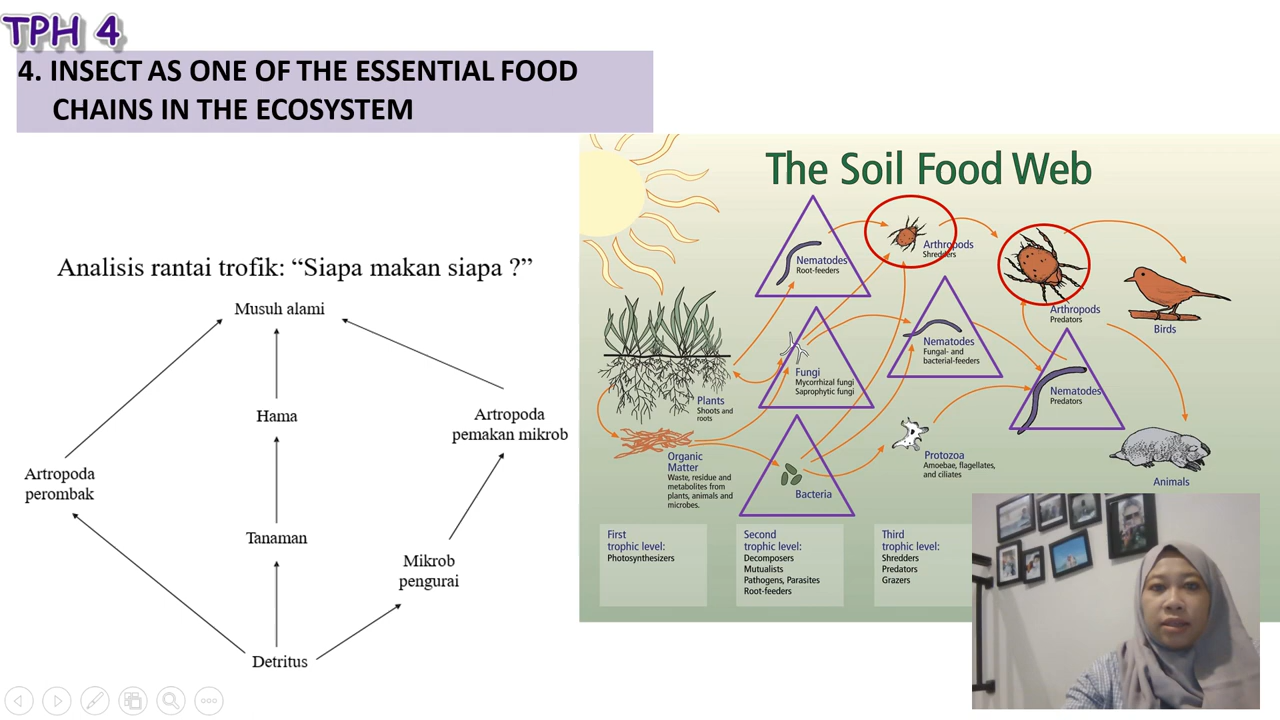 TPH 4
4. INSECT AS ONE OF THE ESSENTIAL FOOD
CHAINS IN THE ECOSYSTEM
Analisis rantai trofik: “Siapa makan siapa ?”
Musuh alami
Hama
Artropoda
pemakan mikrob
Artropoda
perombak
Tanaman
Mikrob
pengurai
Detritus
The Soil Food Web
Nematodes
Root-feeders
Arthropods
Shredders
Arthropods
Predators
Birds
Plants
Shoots and
roots
Fungi
Mycorrhizal fungi
Saprophytic fungi
Nematodes
Fungal- and
bacterial-feeders
Nematodes
Predators
Organic
Matter
Waste, residue and
metabolites from
plants, animals and
microbes.
Bacteria
Protozoa
Amoebae, flagellates,
and ciliates
Animals
First
trophic level:
Photosynthesizers
Second
trophic level:
Decomposers
Mutualists
Pathogens, Parasites
Root-feeders
Third
trophic level:
Shredders
Predators
Grazers